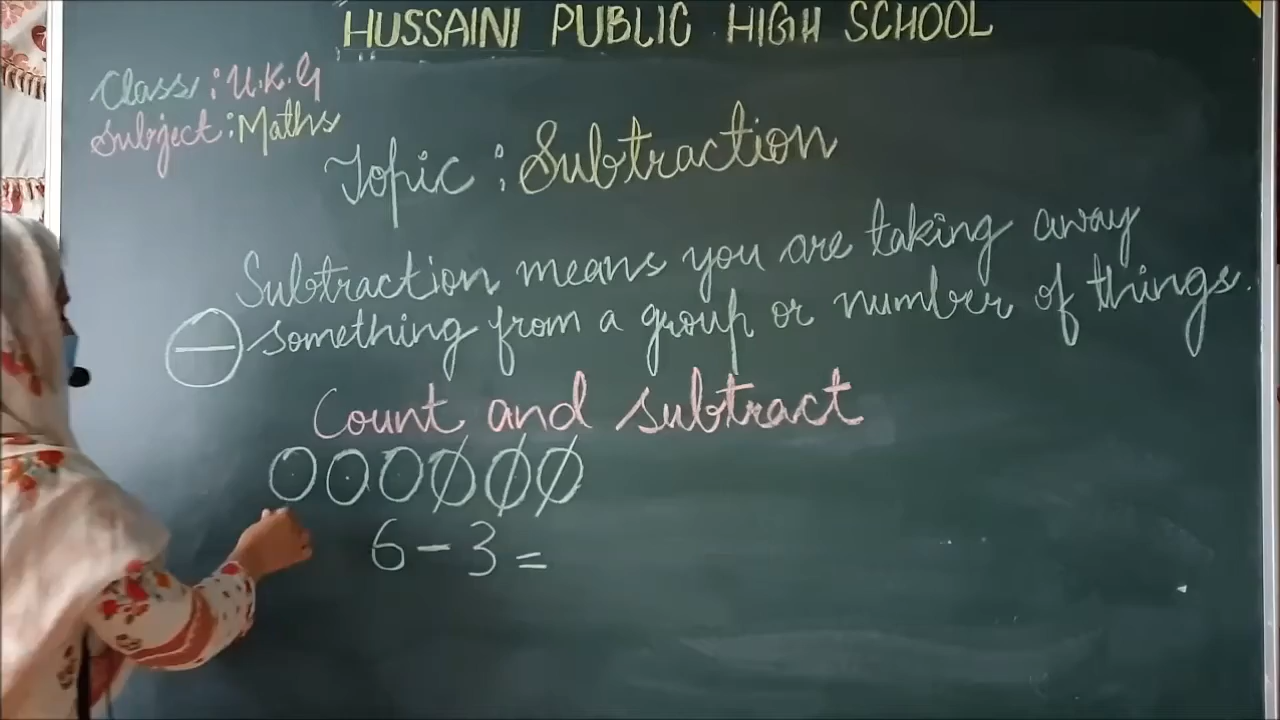 HUSSAINI PUBLIC HIGH SCHOOL
Class : U.K.G
Subject : Maths
Topic : Subtraction
Subtraction means you are taking away
something from a group or number of things.
Count and subtract
6 - 3 =